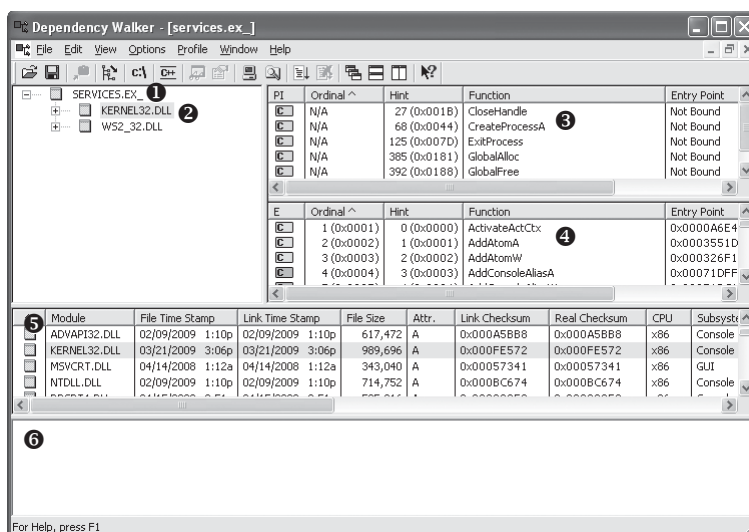 Dependency Walker - [services.ex_]
File Edit View Options Profile Window Help
c:\ C++
SERVICES.EX_ ❶
KERNEL32.DLL ❷
WS2_32.DLL
PI Ordinal ^ Hint Function Entry Point
C N/A 27 (0x001B) CloseHandle Not Bound
C N/A 68 (0x0044) CreateProcessA ❸ Not Bound
C N/A 125 (0x007D) ExitProcess Not Bound
C N/A 385 (0x0181) GlobalAlloc Not Bound
C N/A 392 (0x0188) GlobalFree Not Bound
E Ordinal ^ Hint Function Entry Point
C 1 (0x0001) 0 (0x0000) ActivateActCtx 0x0000A6E4
C 2 (0x0002) 1 (0x0001) AddAtomA ❹ 0x0003551D
C 3 (0x0003) 2 (0x0002) AddAtomW 0x000326F1
C 4 (0x0004) 3 (0x0003) AddConsoleAliasA 0x00071DFF
❺ Module File Time Stamp Link Time Stamp File Size Attr. Link Checksum Real Checksum CPU
ADVAPI32.DLL 02/09/2009 1:10p 02/09/2009 1:10p 617,472 A 0x000A5BB8 0x000A5BB8 x86 Console
KERNEL32.DLL 03/21/2009 3:06p 03/21/2009 3:06p 989,696 A 0x000FE572 0x000FE572 x86 Console
MSVCRT.DLL 04/14/2008 1:12a 04/14/2008 1:12a 343,040 A 0x00057341 0x00057341 x86 GUI
NTDLL.DLL 02/09/2009 1:10p 02/09/2009 1:10p 714,752 A 0x000BC674 0x000BC674 x86 Console
❻
For Help, press F1